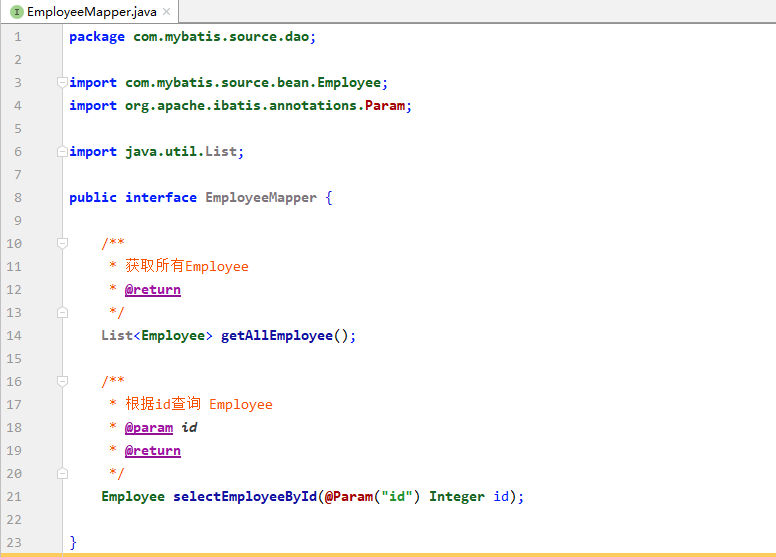 EmployeeMapper.java
1 package com.mybatis.source.dao;
2
3 import com.mybatis.source.bean.Employee;
4 import org.apache.ibatis.annotations.Param;
5
6 import java.util.List;
7
8 public interface EmployeeMapper {
9
10 /**
11 * 获取所有Employee
12 * @return
13 */
14 List<Employee> getAllEmployee();
15
16 /**
17 * 根据id查询 Employee
18 * @param id
19 * @return
20 */
21 Employee selectEmployeeById(@Param("id") Integer id);
22
23 }